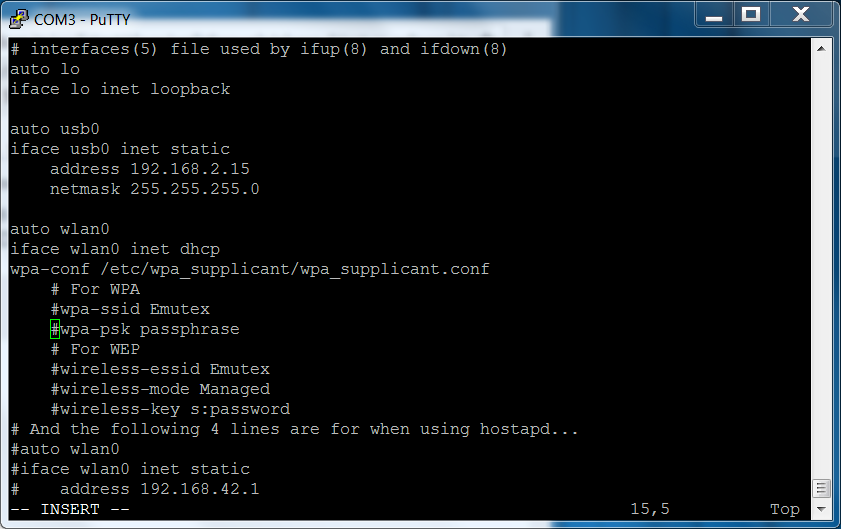 COM3 - PuTTY
# interfaces(5) file used by ifup(8) and ifdown(8)
auto lo
iface lo inet loopback

auto usb0
iface usb0 inet static
    address 192.168.2.15
    netmask 255.255.255.0

auto wlan0
iface wlan0 inet dhcp
wpa-conf /etc/wpa_supplicant/wpa_supplicant.conf
    # For WPA
    #wpa-ssid Emutex
    #wpa-psk passphrase
    # For WEP
    #wireless-essid Emutex
    #wireless-mode Managed
    #wireless-key s:password
# And the following 4 lines are for when using hostapd...
#auto wlan0
#iface wlan0 inet static
#    address 192.168.42.1
-- INSERT -- 15,5 Top